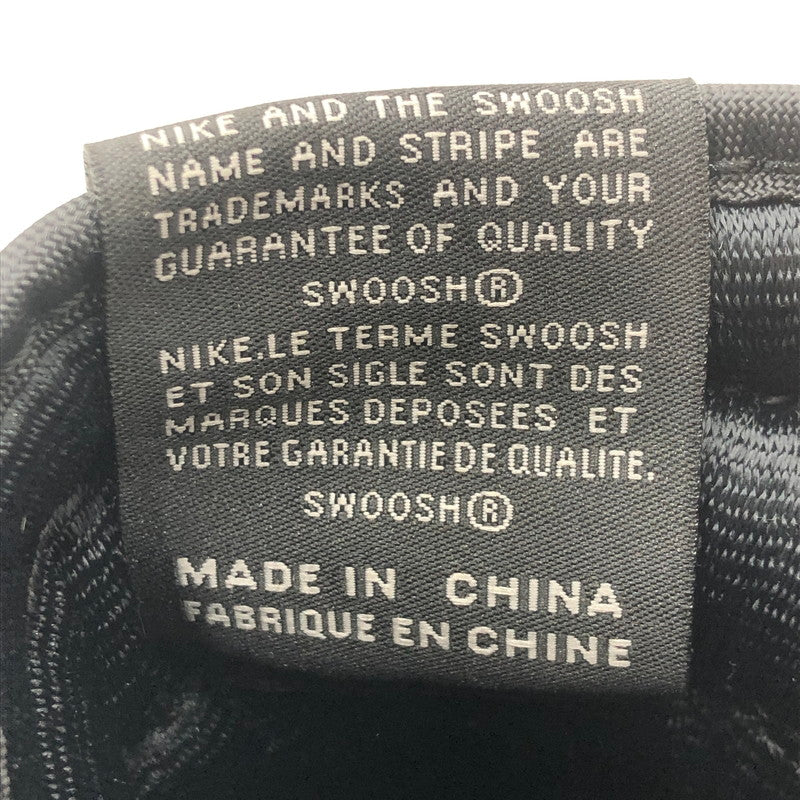 NIKE AND THE SWOOSH
NAME AND STRIPE ARE
TRADEMARKS AND YOUR
GUARANTEE OF QUALITY
SWOOSH®
NIKE.LE TERME SWOOSH
ET SON SIGLE SONT DES
MARQUES DEPOSEES ET
VOTRE GARANTIE DE QUALITE.
SWOOSH®
MADE IN CHINA
FABRIQUE EN CHINE